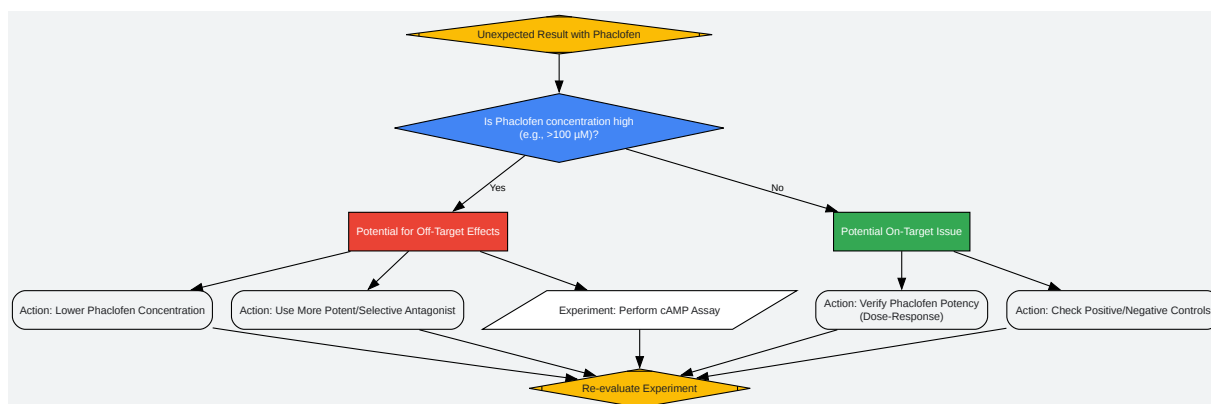 Unexpected Result with Phaclofen
Is Phaclofen concentration high
(e.g., >100 µM)?
Yes
No
Potential for Off-Target Effects
Potential On-Target Issue
Action: Lower Phaclofen Concentration
Action: Use More Potent/Selective Antagonist
Experiment: Perform cAMP Assay
Action: Verify Phaclofen Potency
(Dose-Response)
Action: Check Positive/Negative Controls
Re-evaluate Experiment